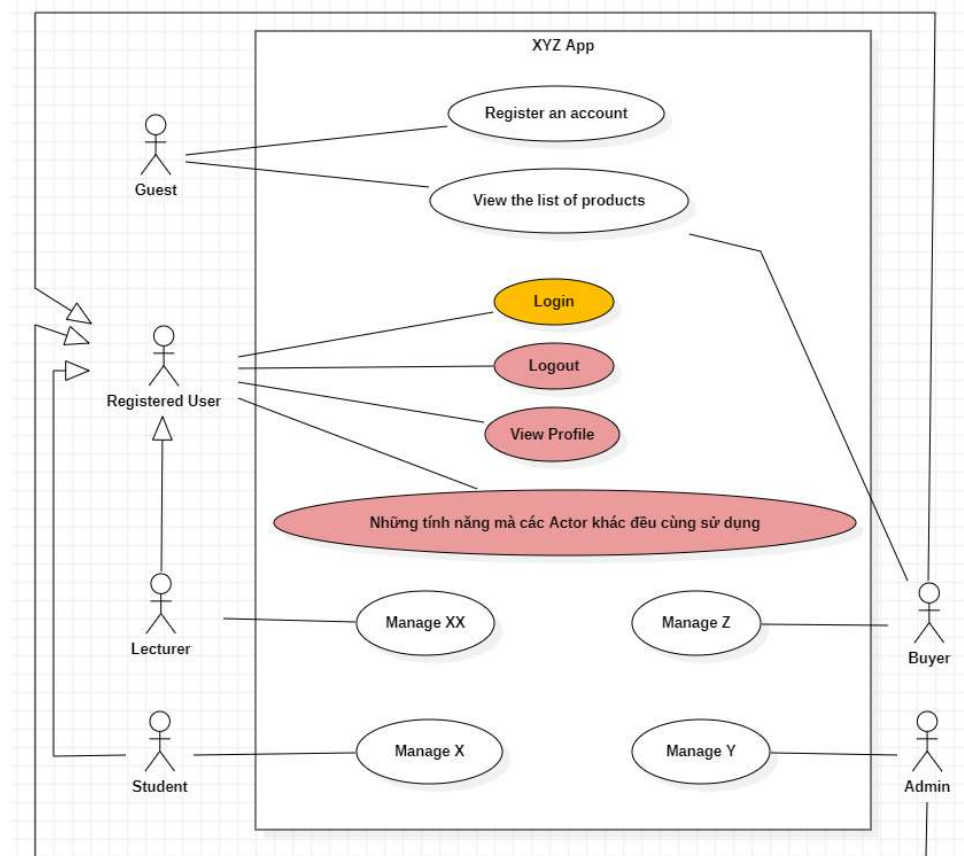 XYZ App
Register an account
Guest
View the list of products
Login
Logout
Registered User
View Profile
Những tính năng mà các Actor khác đều cùng sử dụng
Manage XX
Manage Z
Lecturer
Buyer
Manage X
Manage Y
Student
Admin